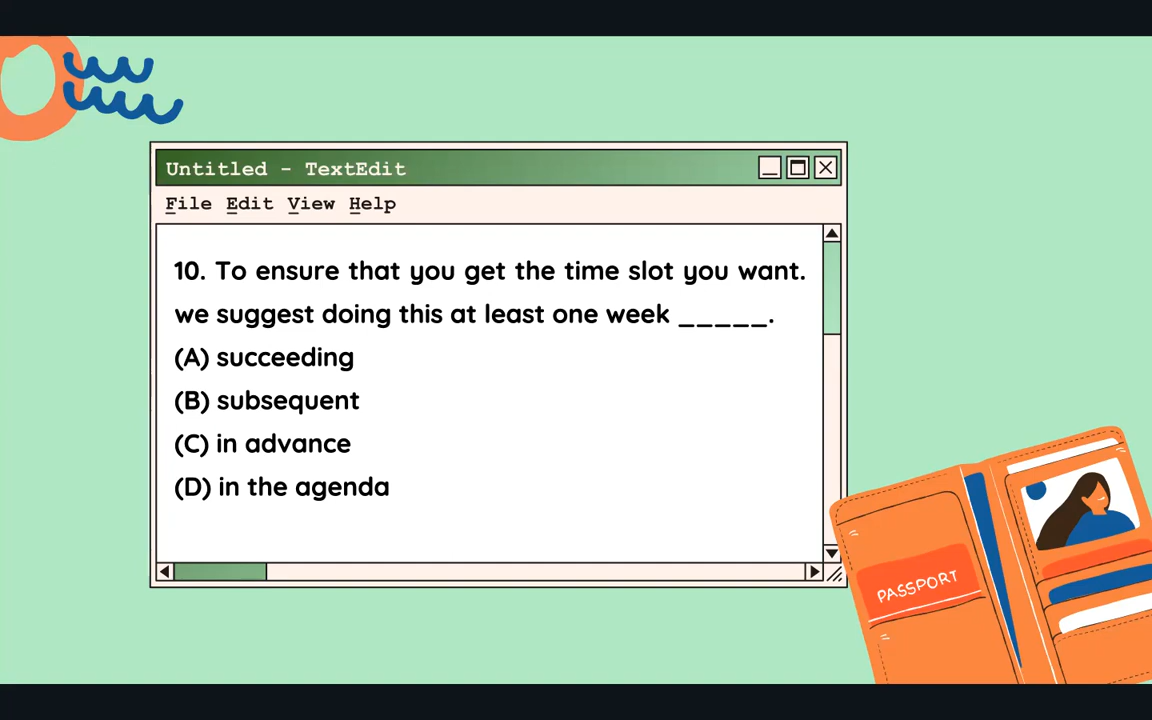 Untitled - TextEdit
File Edit View Help
10. To ensure that you get the time slot you want.
we suggest doing this at least one week _____.
(A) succeeding
(B) subsequent
(C) in advance
(D) in the agenda
PASSPORT